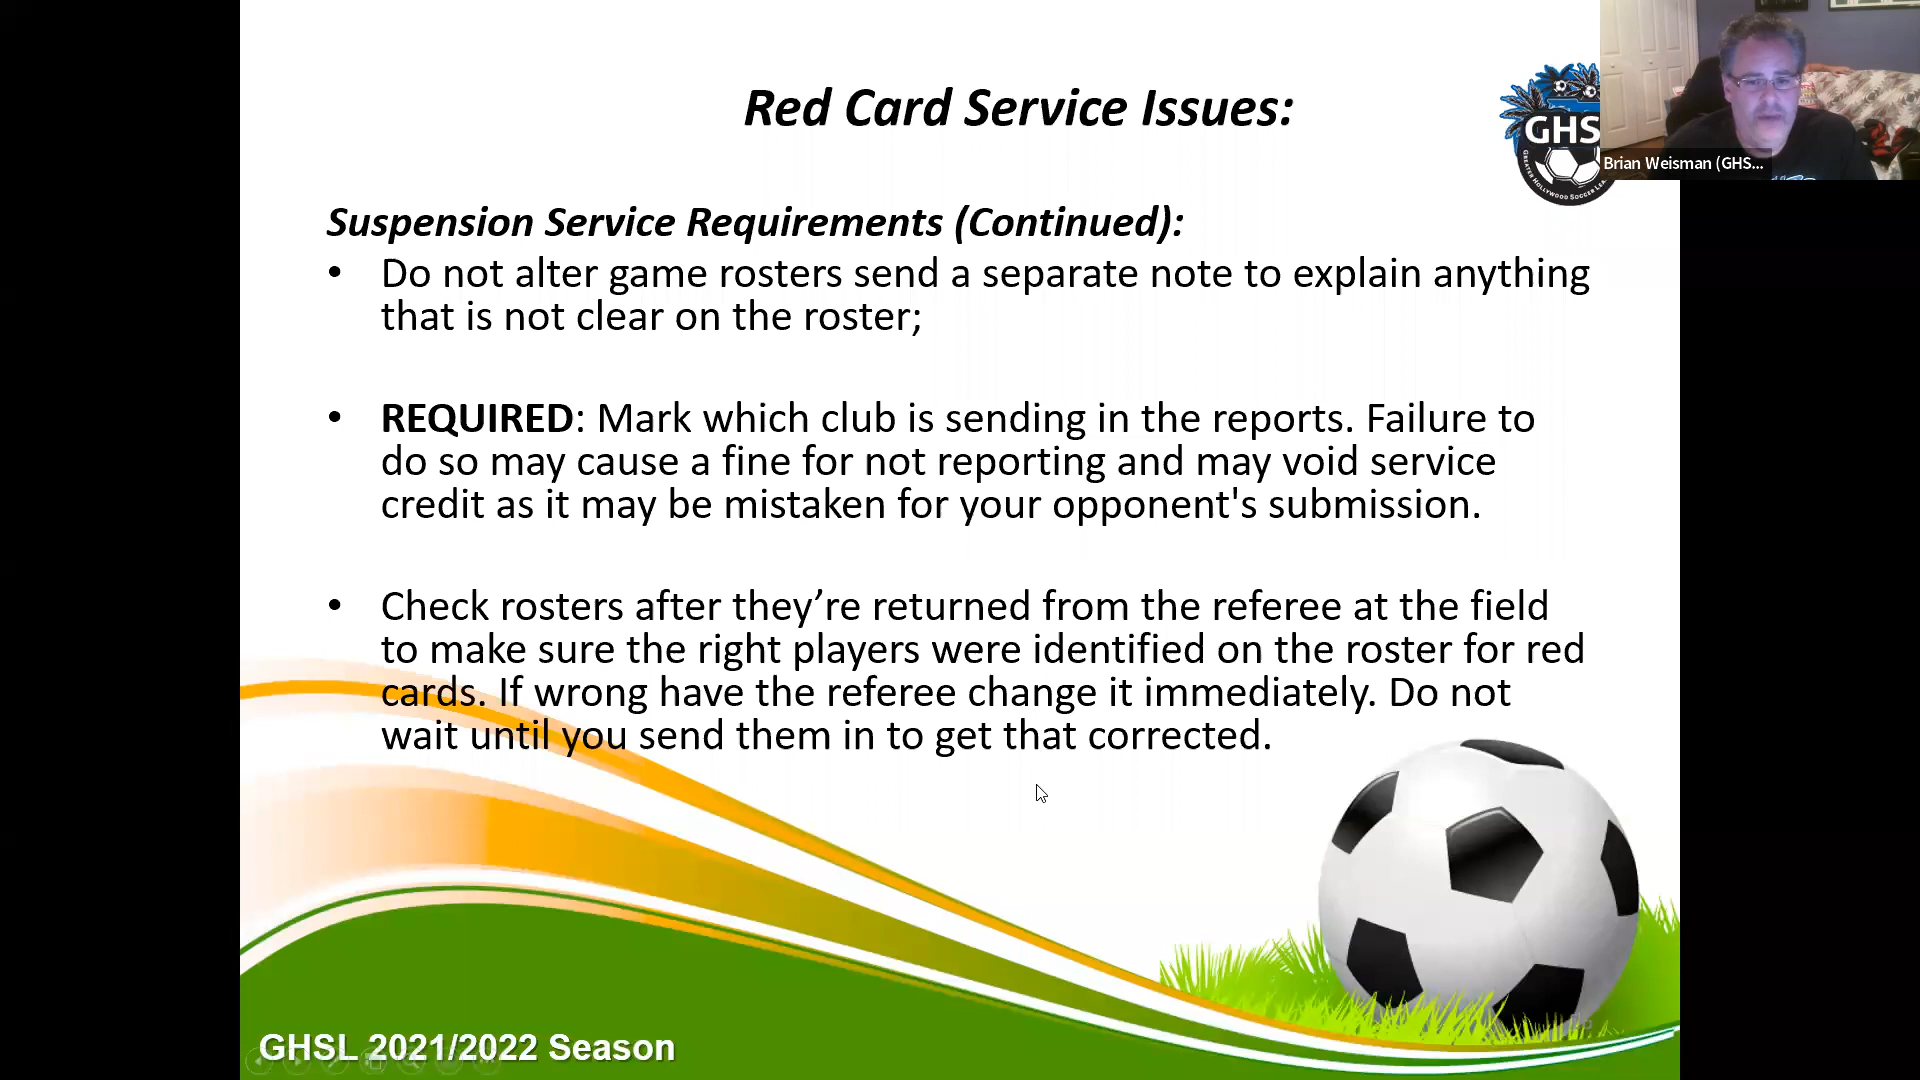 Red Card Service Issues:
GHS
GREATER HOLLYWOOD SOCCER LEA
Brian Weisman (GHS...
Suspension Service Requirements (Continued):
• Do not alter game rosters send a separate note to explain anything
that is not clear on the roster;
• REQUIRED: Mark which club is sending in the reports. Failure to
do so may cause a fine for not reporting and may void service
credit as it may be mistaken for your opponent's submission.
• Check rosters after they’re returned from the referee at the field
to make sure the right players were identified on the roster for red
cards. If wrong have the referee change it immediately. Do not
wait until you send them in to get that corrected.
GHSL 2021/2022 Season